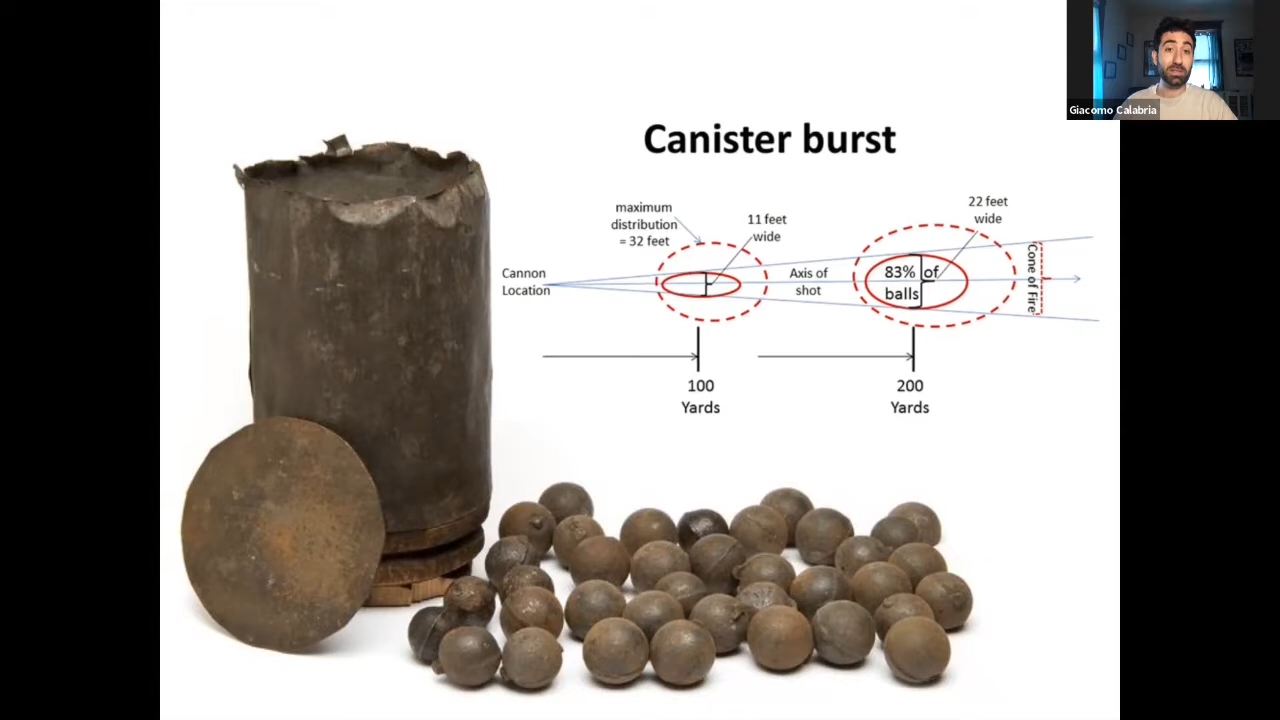 Giacomo Calabria
Canister burst
maximum
distribution
= 32 feet
11 feet
wide
22 feet
wide
Cannon
Location
Axis of
shot
83% of
balls
Cone of Fire
100
Yards
200
Yards